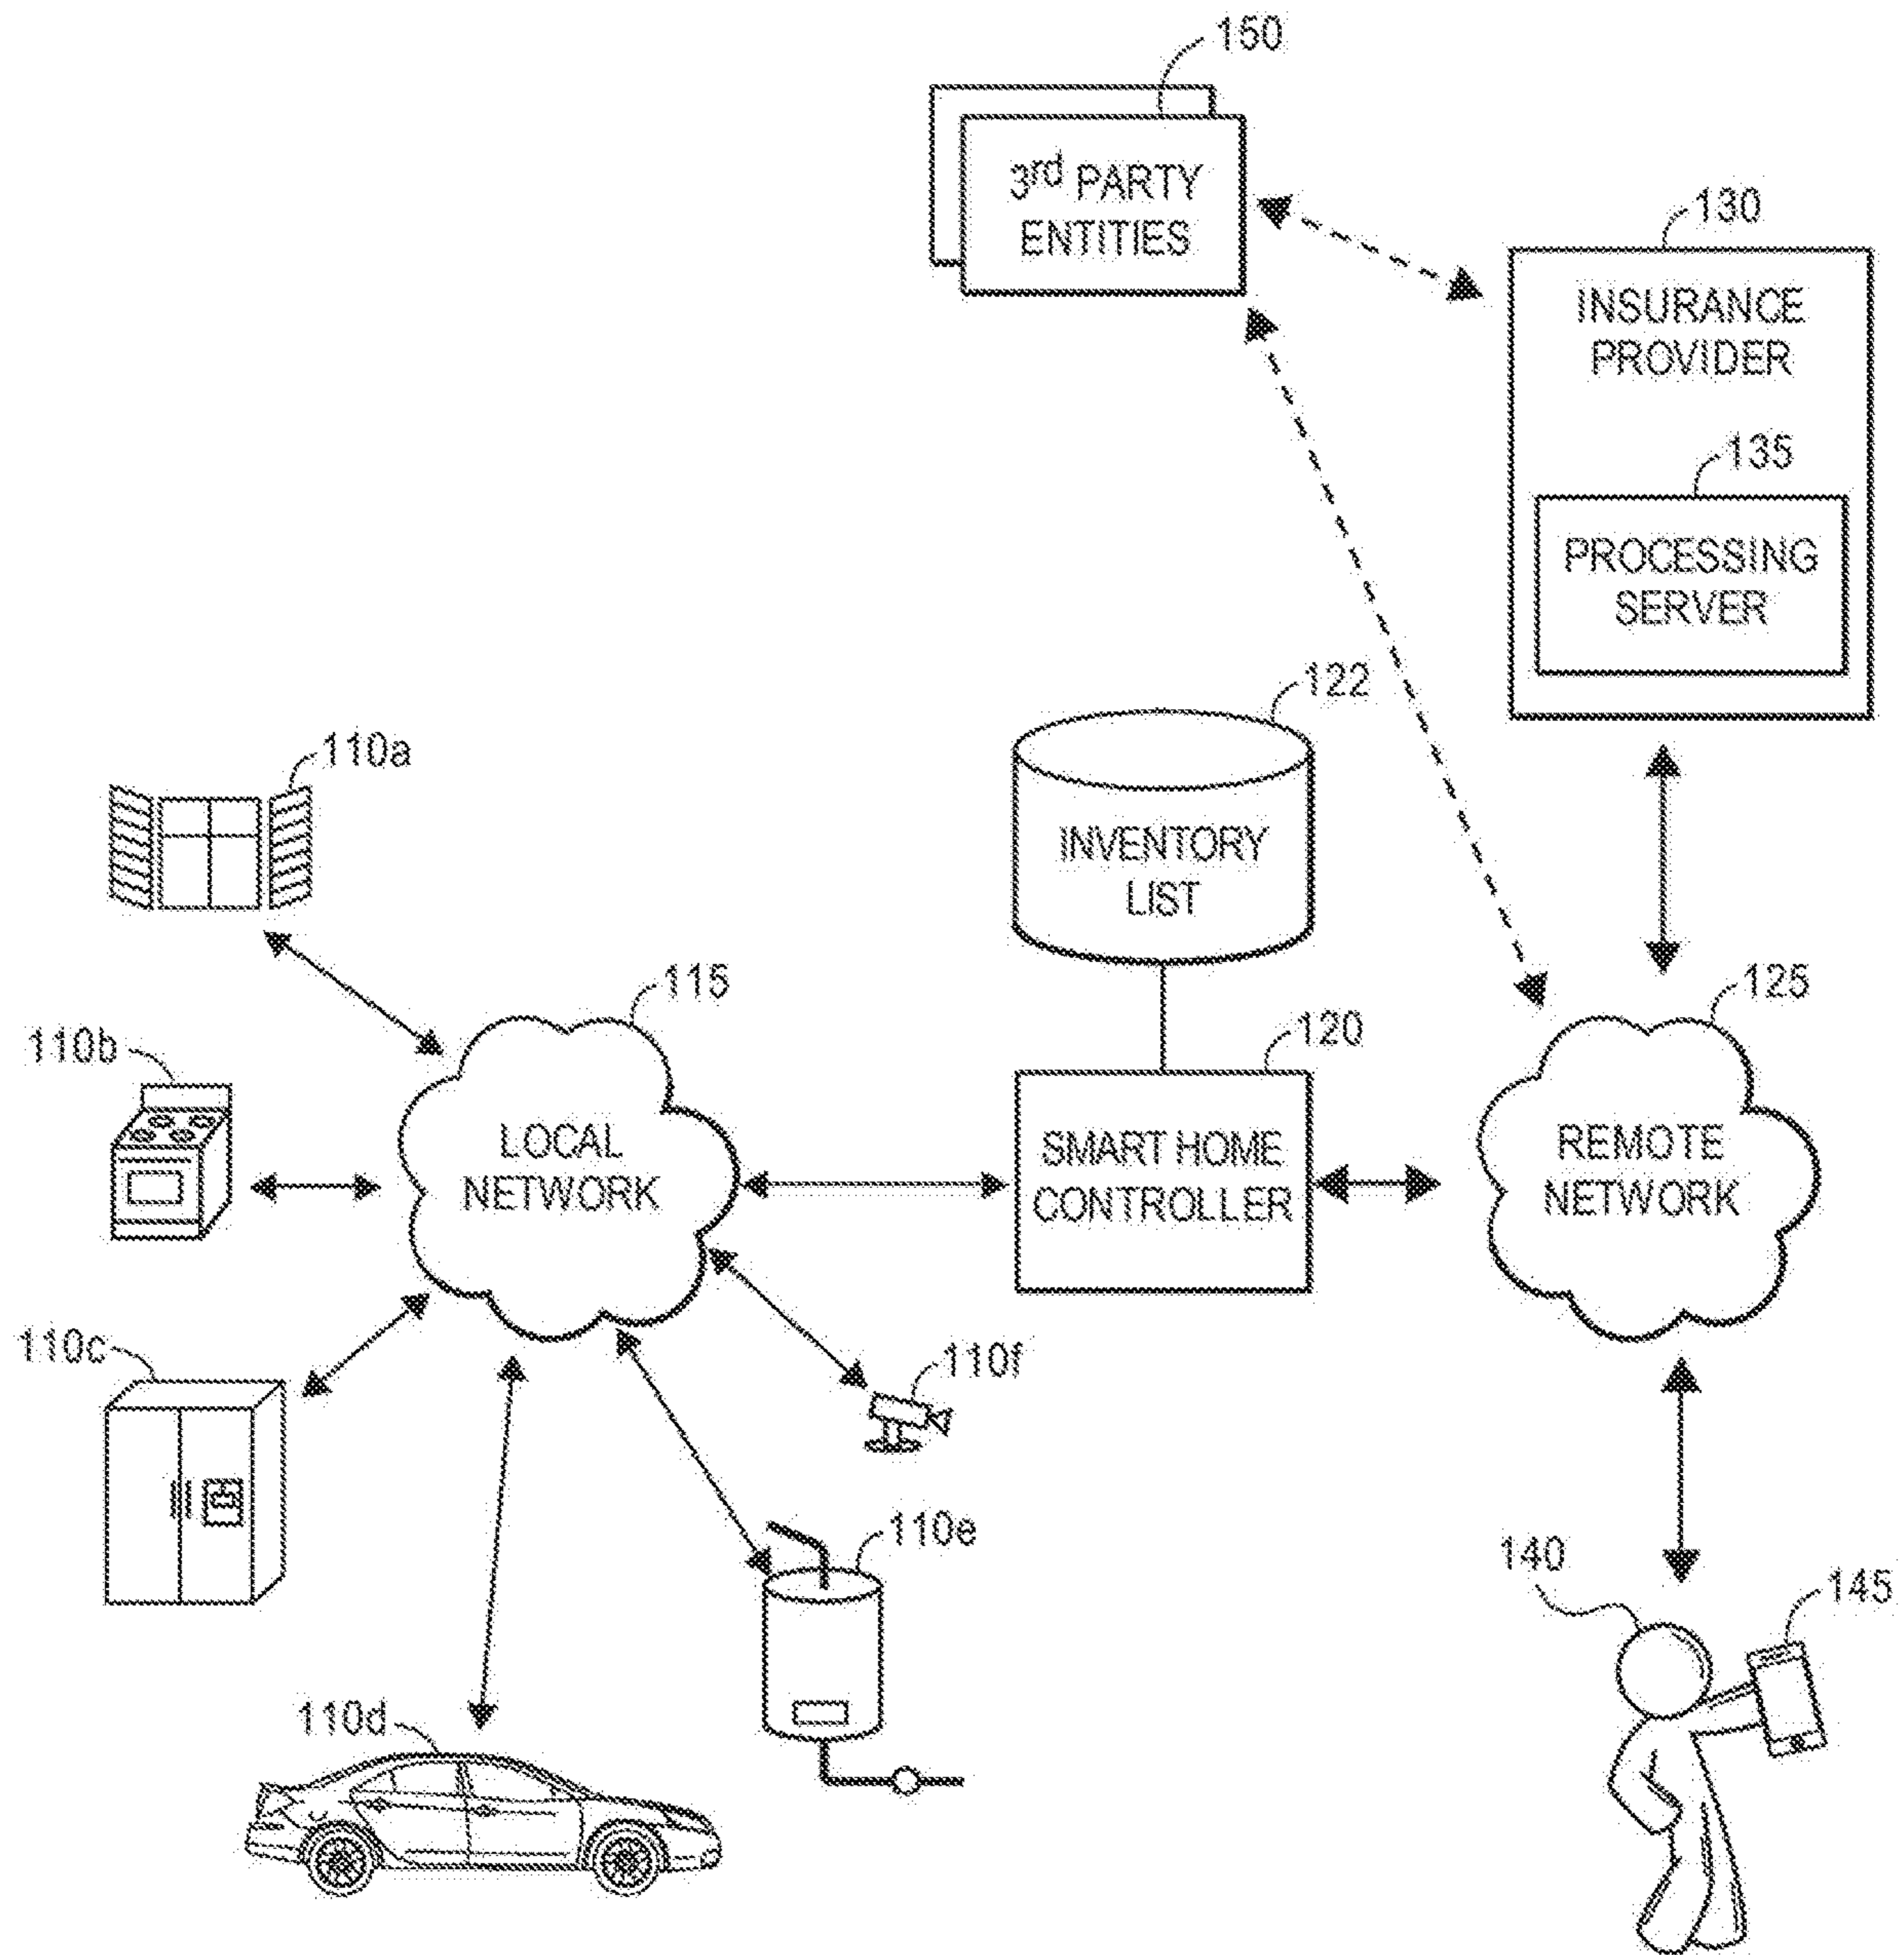 150
3rd PARTY
ENTITIES
130
INSURANCE
PROVIDER
135
PROCESSING
SERVER
122
INVENTORY
LIST
110a
115
125
110b
120
LOCAL
NETWORK
SMART HOME
CONTROLLER
REMOTE
NETWORK
110c
110f
110e
140
145
110d